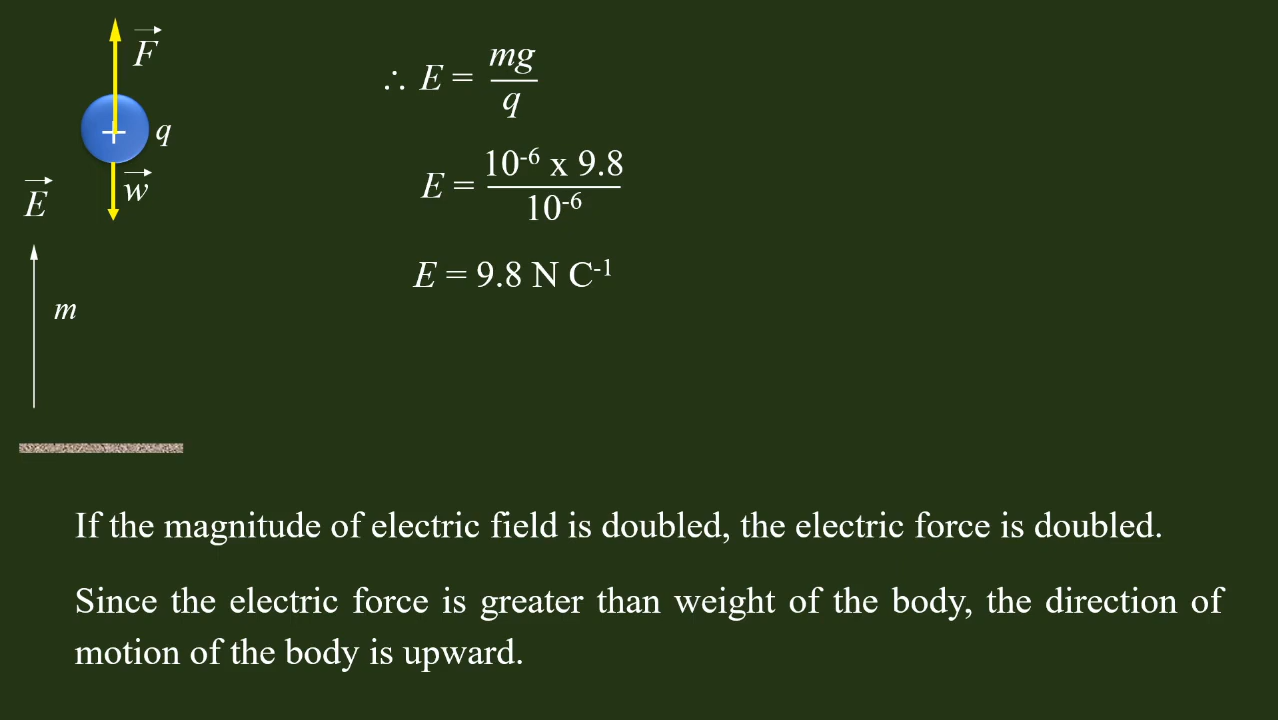 F
∴ E = mg / q
+ q
E = 10⁻⁶ x 9.8 / 10⁻⁶
w
E
E = 9.8 N C⁻¹
m
If the magnitude of electric field is doubled, the electric force is doubled.
Since the electric force is greater than weight of the body, the direction of
motion of the body is upward.